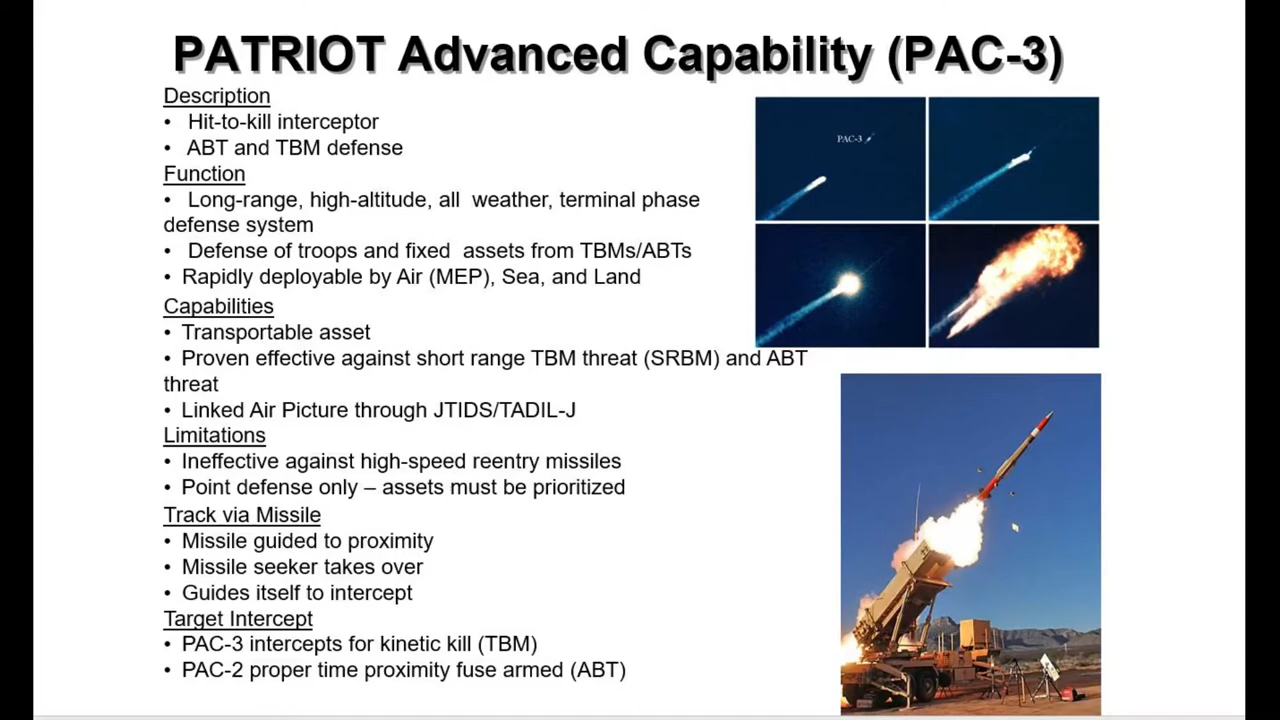 PATRIOT Advanced Capability (PAC-3)
Description
• Hit-to-kill interceptor
• ABT and TBM defense
Function
• Long-range, high-altitude, all weather, terminal phase
defense system
• Defense of troops and fixed assets from TBMs/ABTs
• Rapidly deployable by Air (MEP), Sea, and Land
Capabilities
• Transportable asset
• Proven effective against short range TBM threat (SRBM) and ABT
threat
• Linked Air Picture through JTIDS/TADIL-J
Limitations
• Ineffective against high-speed reentry missiles
• Point defense only – assets must be prioritized
Track via Missile
• Missile guided to proximity
• Missile seeker takes over
• Guides itself to intercept
Target Intercept
• PAC-3 intercepts for kinetic kill (TBM)
• PAC-2 proper time proximity fuse armed (ABT)
PAC-3